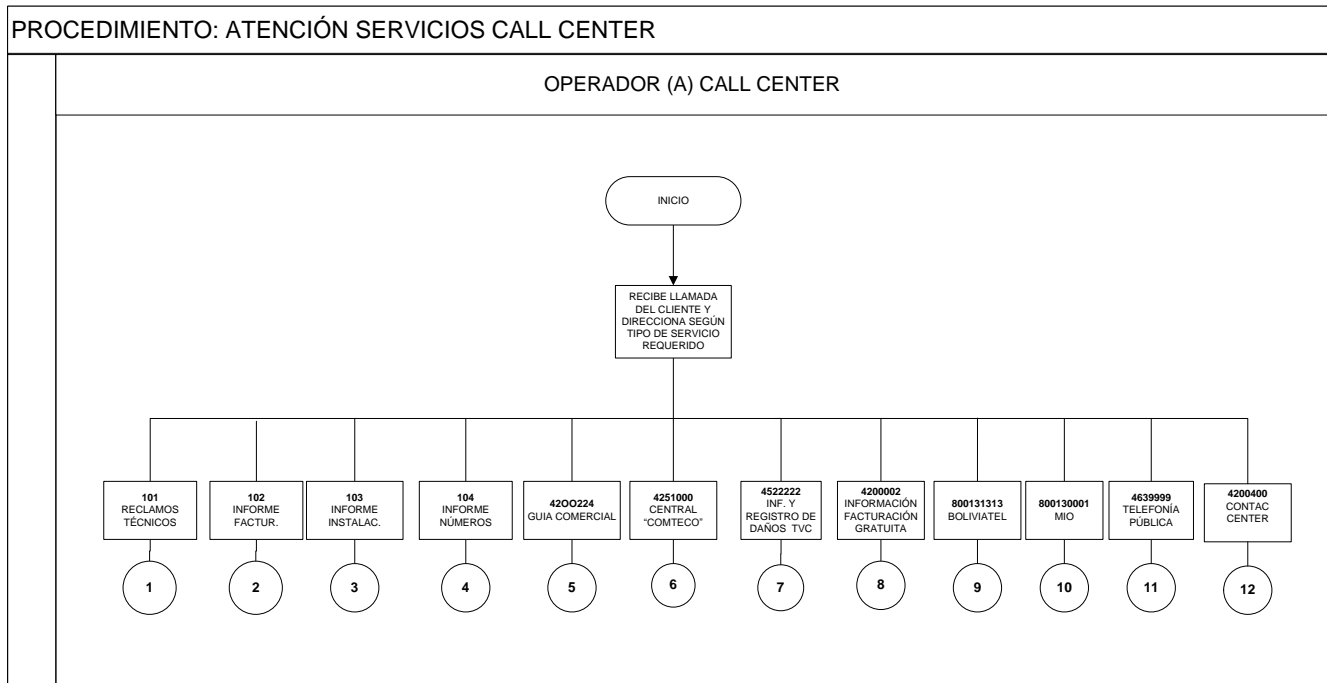 PROCEDIMIENTO: ATENCIÓN SERVICIOS CALL CENTER
OPERADOR (A) CALL CENTER
INICIO
RECIBE LLAMADA
DEL CLIENTE Y
DIRECCIONA SEGÚN
TIPO DE SERVICIO
REQUERIDO
101
RECLAMOS
TÉCNICOS
102
INFORME
FACTUR.
103
INFORME
INSTALAC.
104
INFORME
NÚMEROS
42OO224
GUIA COMERCIAL
4251000
CENTRAL
“COMTECO”
4522222
INF. Y
REGISTRO DE
DAÑOS TVC
4200002
INFORMACIÓN
FACTURACIÓN
GRATUITA
800131313
BOLIVIATEL
800130001
MIO
4639999
TELEFONÍA
PÚBLICA
4200400
CONTAC
CENTER
1
2
3
4
5
6
7
8
9
10
11
12